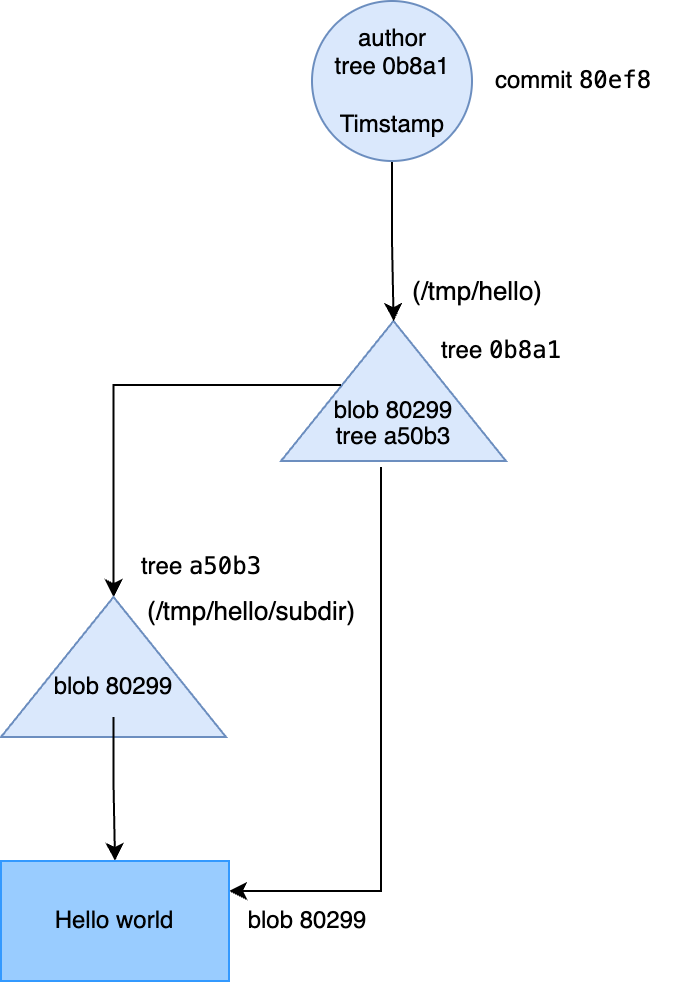 author
tree 0b8a1
Timstamp
commit 80ef8
(/tmp/hello)
tree 0b8a1
blob 80299
tree a50b3
tree a50b3
(/tmp/hello/subdir)
blob 80299
Hello world
blob 80299